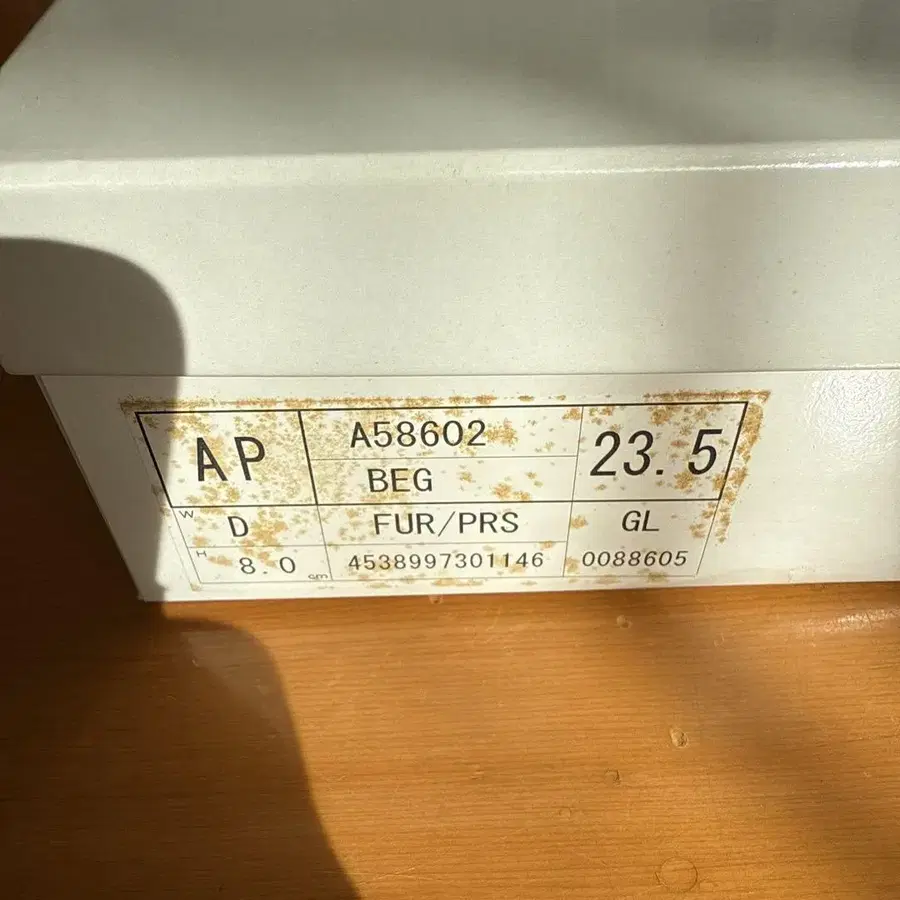 AP
A58602
BEG
23.5
W D
FUR/PRS
GL
H 8.0 cm
4538997301146
0088605